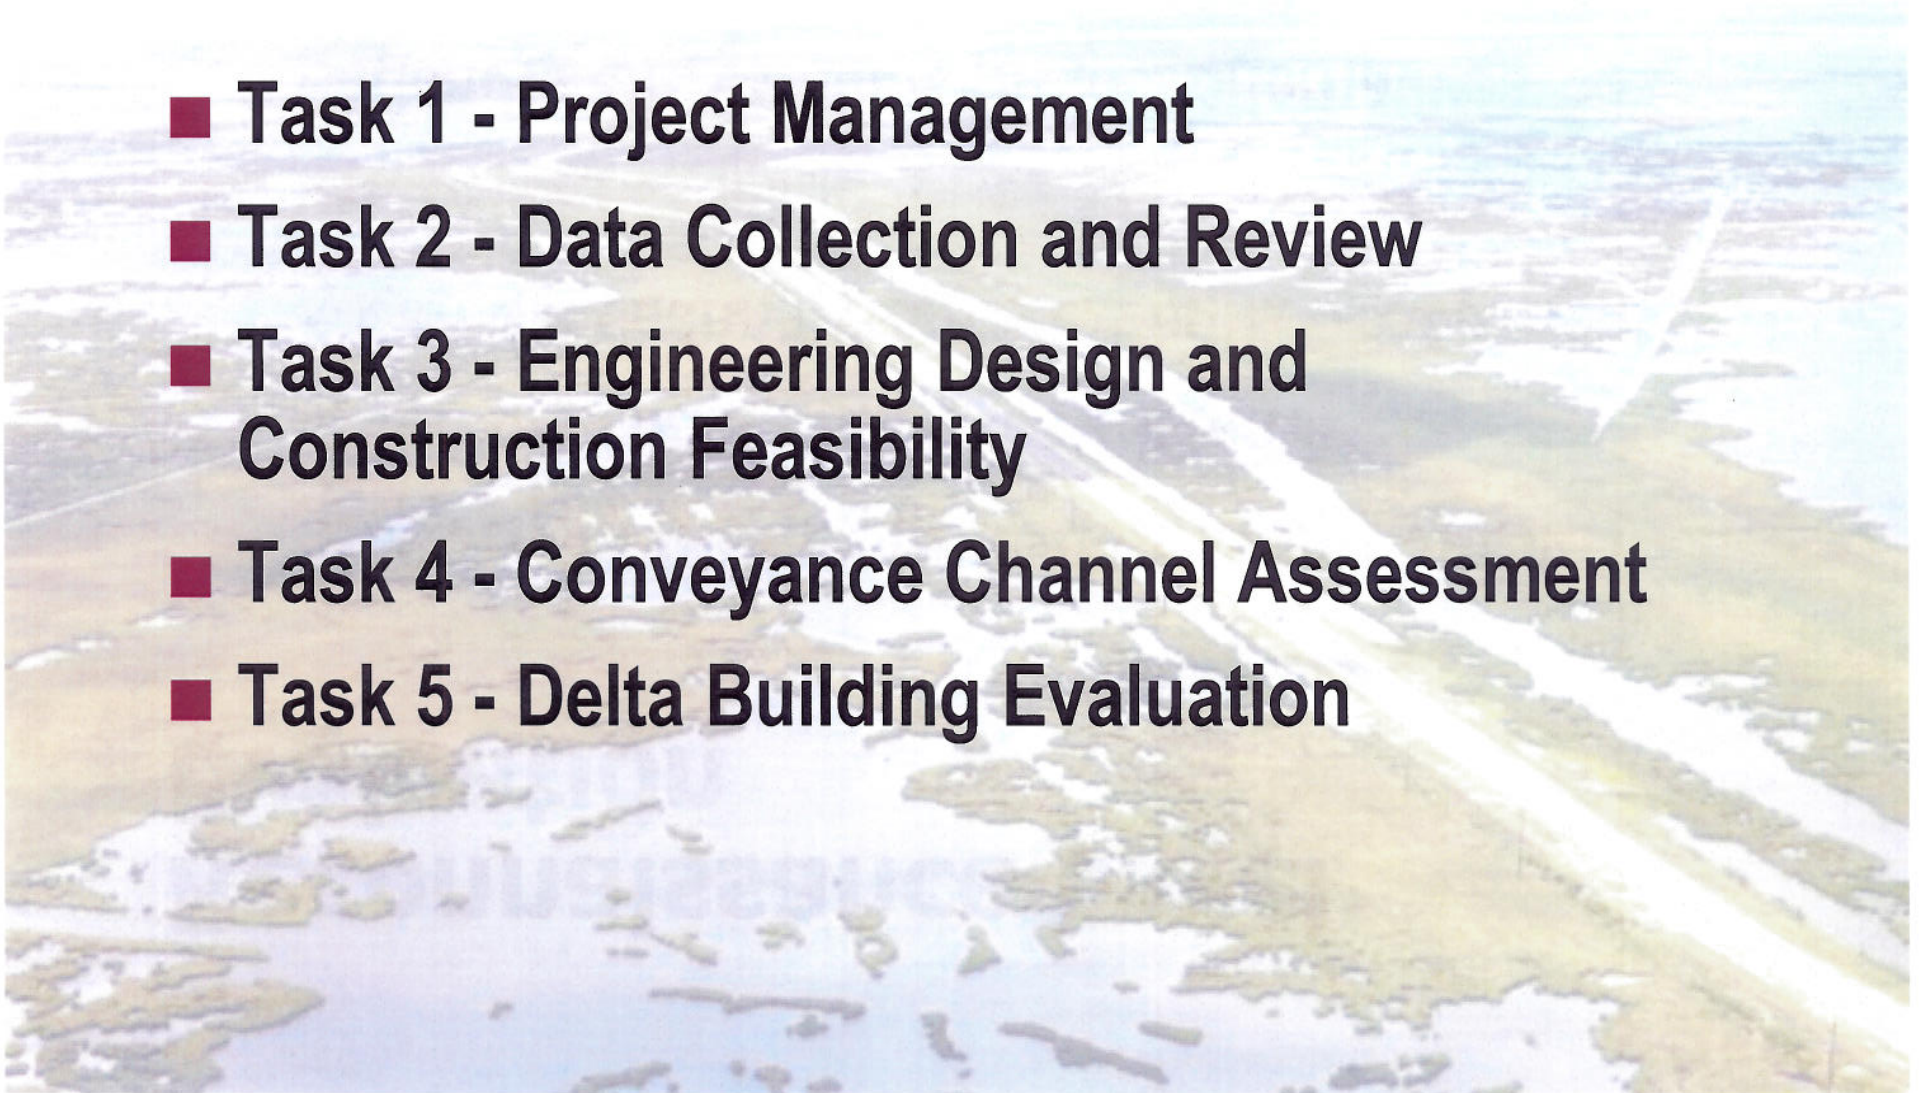 Task 1 - Project Management
Task 2 - Data Collection and Review
Task 3 - Engineering Design and
Construction Feasibility
Task 4 - Conveyance Channel Assessment
Task 5 - Delta Building Evaluation